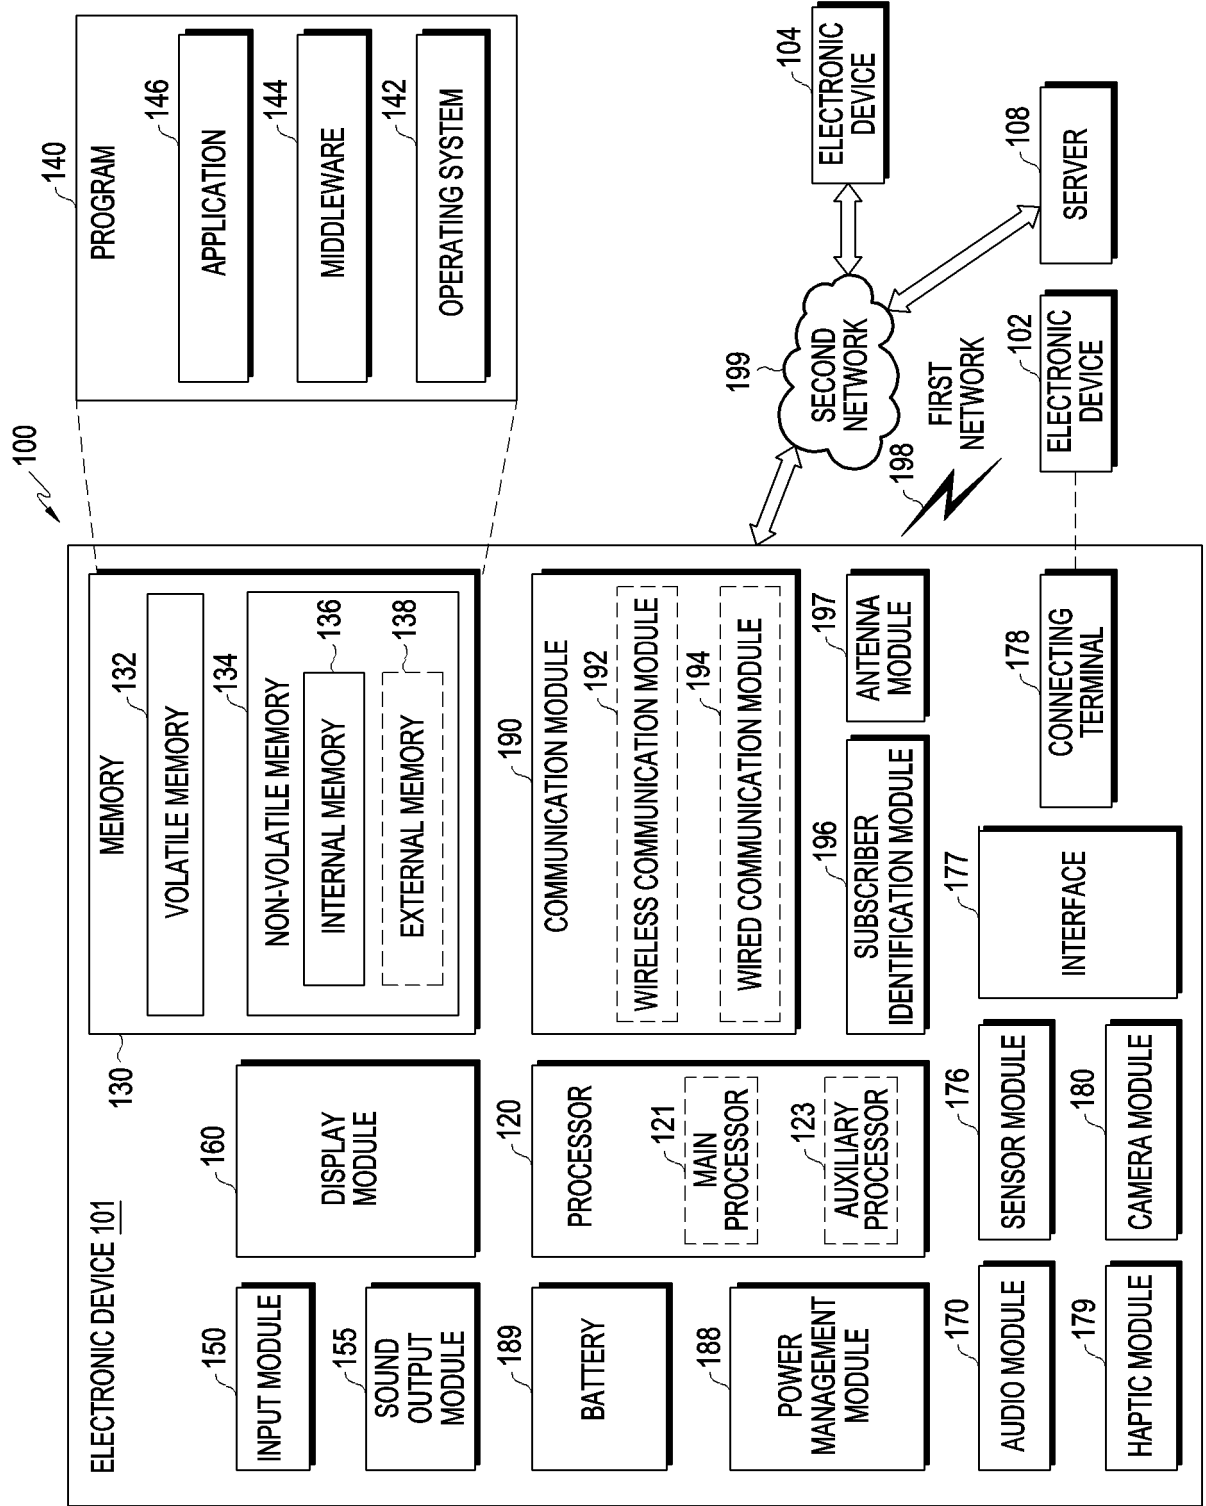 100
ELECTRONIC DEVICE 101
150
INPUT MODULE
155
SOUND
OUTPUT
MODULE
160
DISPLAY
MODULE
130
MEMORY
132
VOLATILE MEMORY
134
NON-VOLATILE MEMORY
136
INTERNAL MEMORY
138
EXTERNAL MEMORY
140
PROGRAM
146
APPLICATION
144
MIDDLEWARE
142
OPERATING SYSTEM
189
BATTERY
188
POWER
MANAGEMENT
MODULE
120
PROCESSOR
121
MAIN
PROCESSOR
123
AUXILIARY
PROCESSOR
190
COMMUNICATION MODULE
192
WIRELESS COMMUNICATION MODULE
194
WIRED COMMUNICATION MODULE
196
SUBSCRIBER
IDENTIFICATION MODULE
197
ANTENNA
MODULE
199
SECOND
NETWORK
104
ELECTRONIC
DEVICE
198
FIRST
NETWORK
108
SERVER
102
ELECTRONIC
DEVICE
170
AUDIO MODULE
176
SENSOR MODULE
177
INTERFACE
178
CONNECTING
TERMINAL
179
HAPTIC MODULE
180
CAMERA MODULE